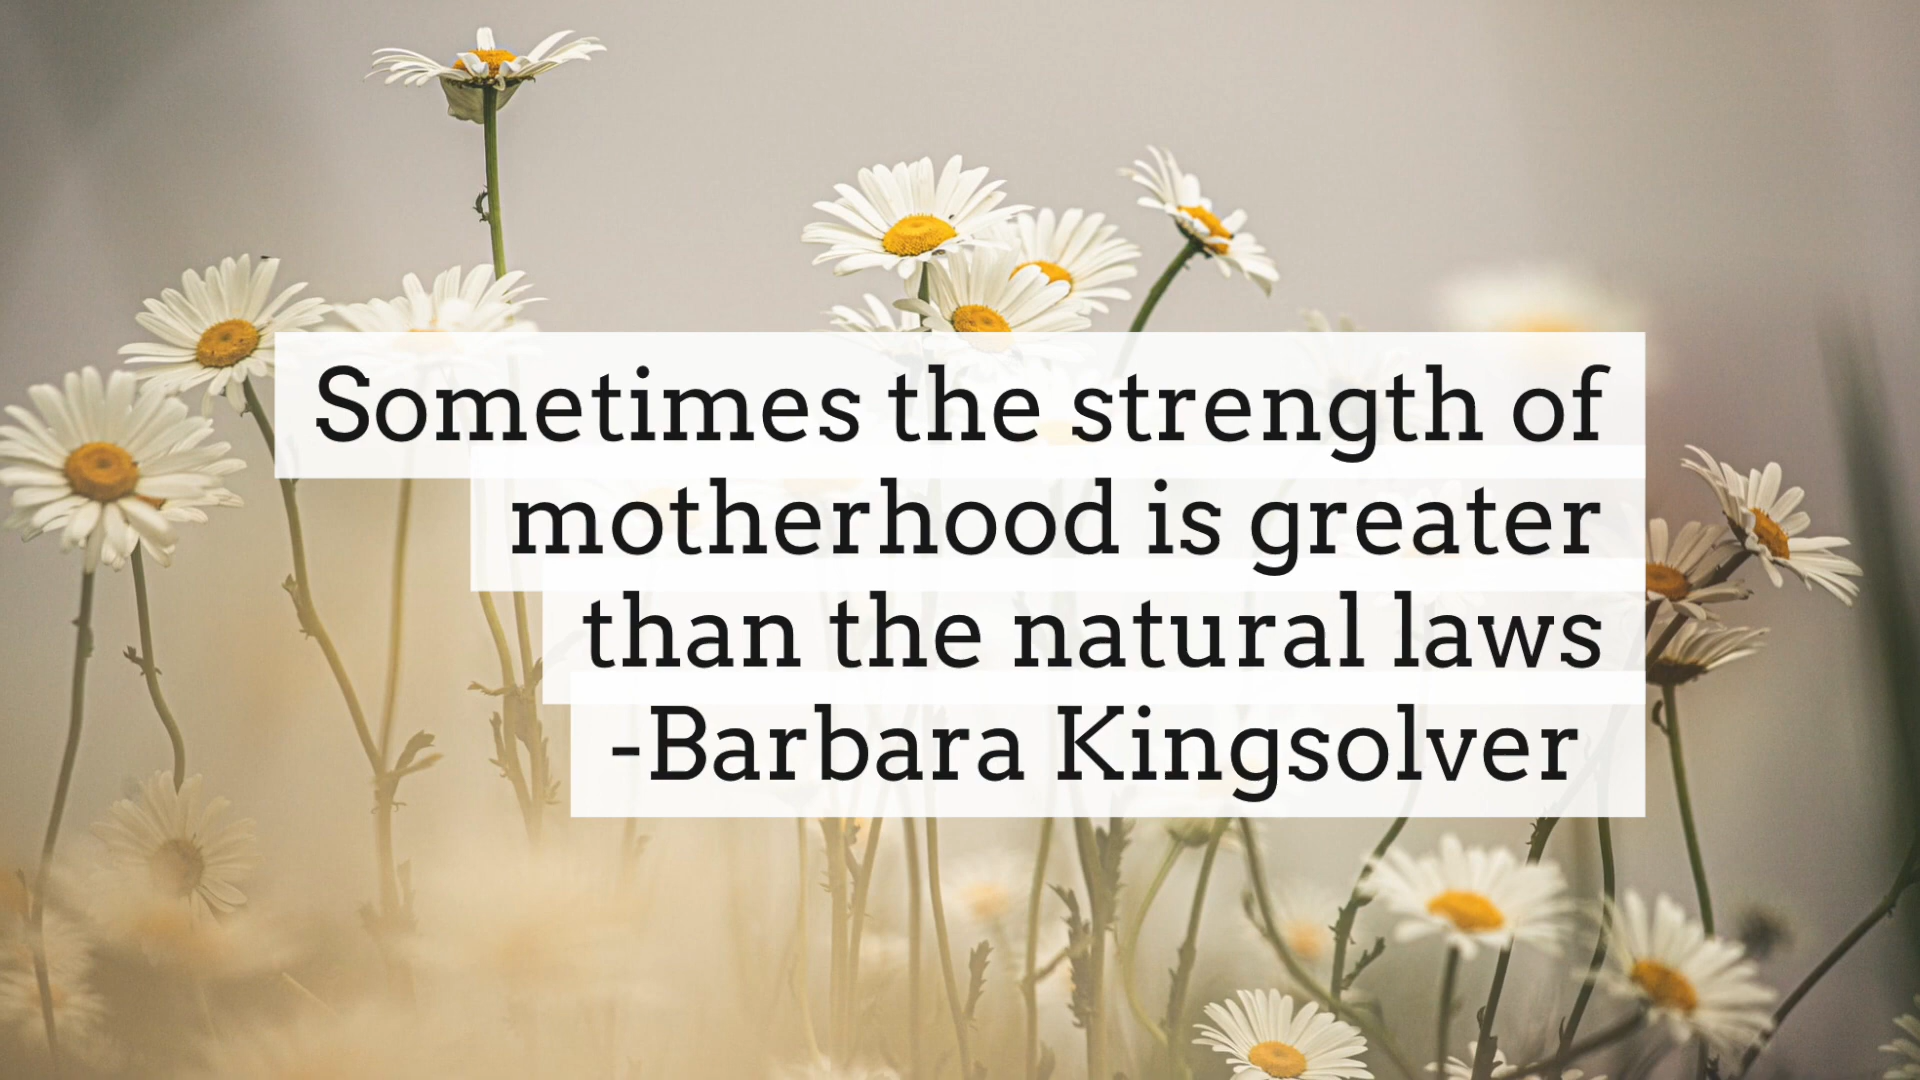 Sometimes the strength of
motherhood is greater
than the natural laws
-Barbara Kingsolver